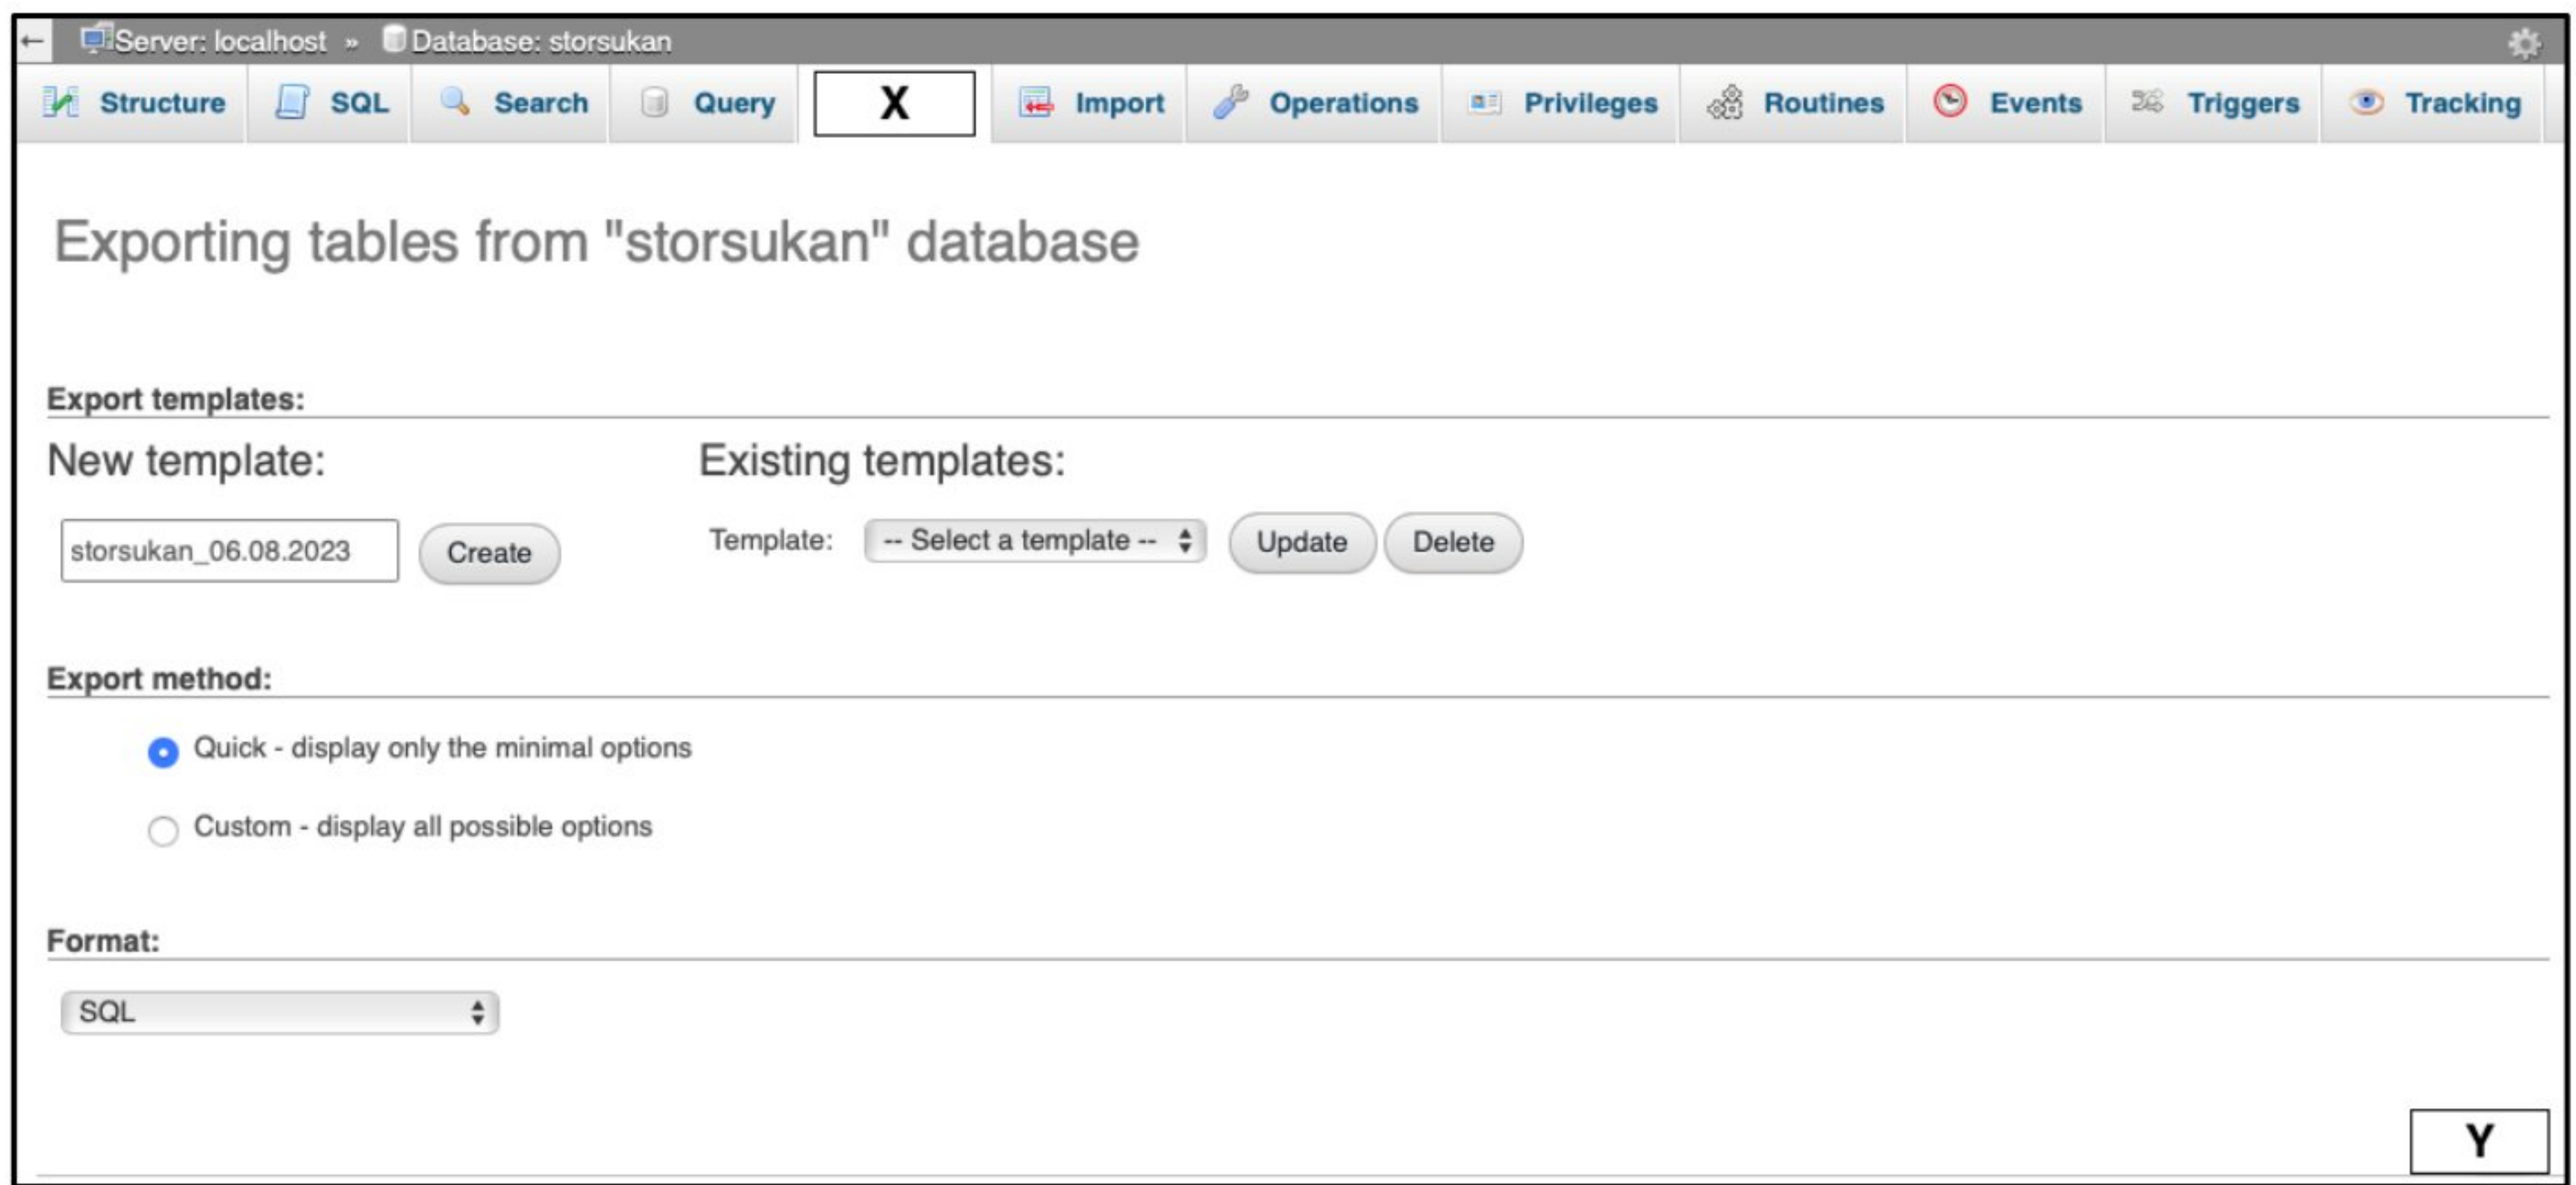 Server: localhost » Database: storsukan
Structure SQL Search Query X Import Operations Privileges Routines Events Triggers Tracking
Exporting tables from "storsukan" database
Export templates:
New template: Existing templates:
storsukan_06.08.2023 Create Template: -- Select a template -- Update Delete
Export method:
Quick - display only the minimal options
Custom - display all possible options
Format:
SQL
Y